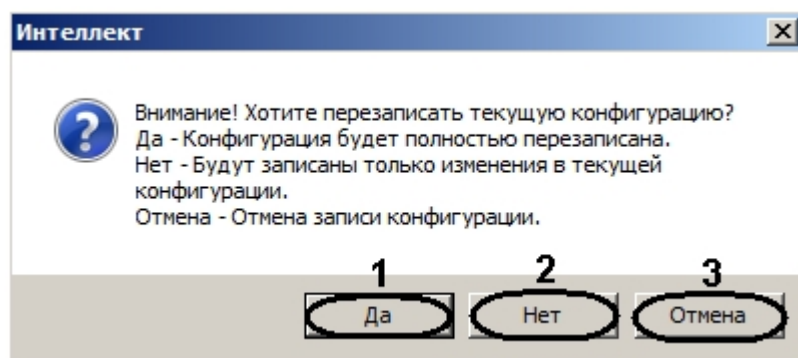 Интеллект
Внимание! Хотите перезаписать текущую конфигурацию?
Да - Конфигурация будет полностью перезаписана.
Нет - Будут записаны только изменения в текущей
конфигурации.
Отмена - Отмена записи конфигурации.
1 2 3
Да Нет Отмена